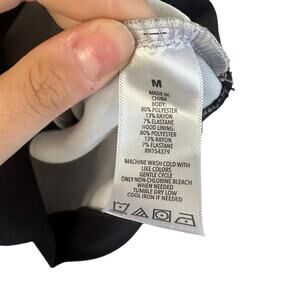 M
MADE IN
CHINA
BODY:
80% POLYESTER
13% RAYON
7% ELASTANE
HOOD LINING:
80% POLYESTER
13% RAYON
7% ELASTANE
RN154379
MACHINE WASH COLD WITH
LIKE COLORS
GENTLE CYCLE
ONLY NON-CHLORINE BLEACH
WHEN NEEDED
TUMBLE DRY LOW
COOL IRON IF NEEDED